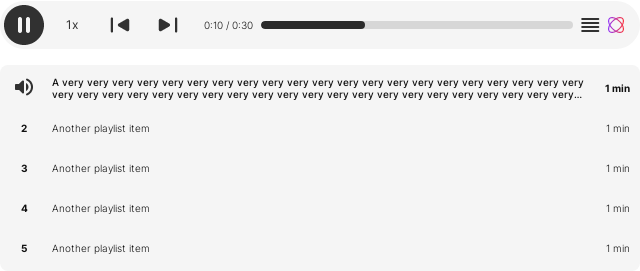 1x
0:10 / 0:30
A very very very very very very very very very very very very very very very very very very very very very
very very very very very very very very very very very very very very very very very very very very very...
1 min
2 Another playlist item 1 min
3 Another playlist item 1 min
4 Another playlist item 1 min
5 Another playlist item 1 min